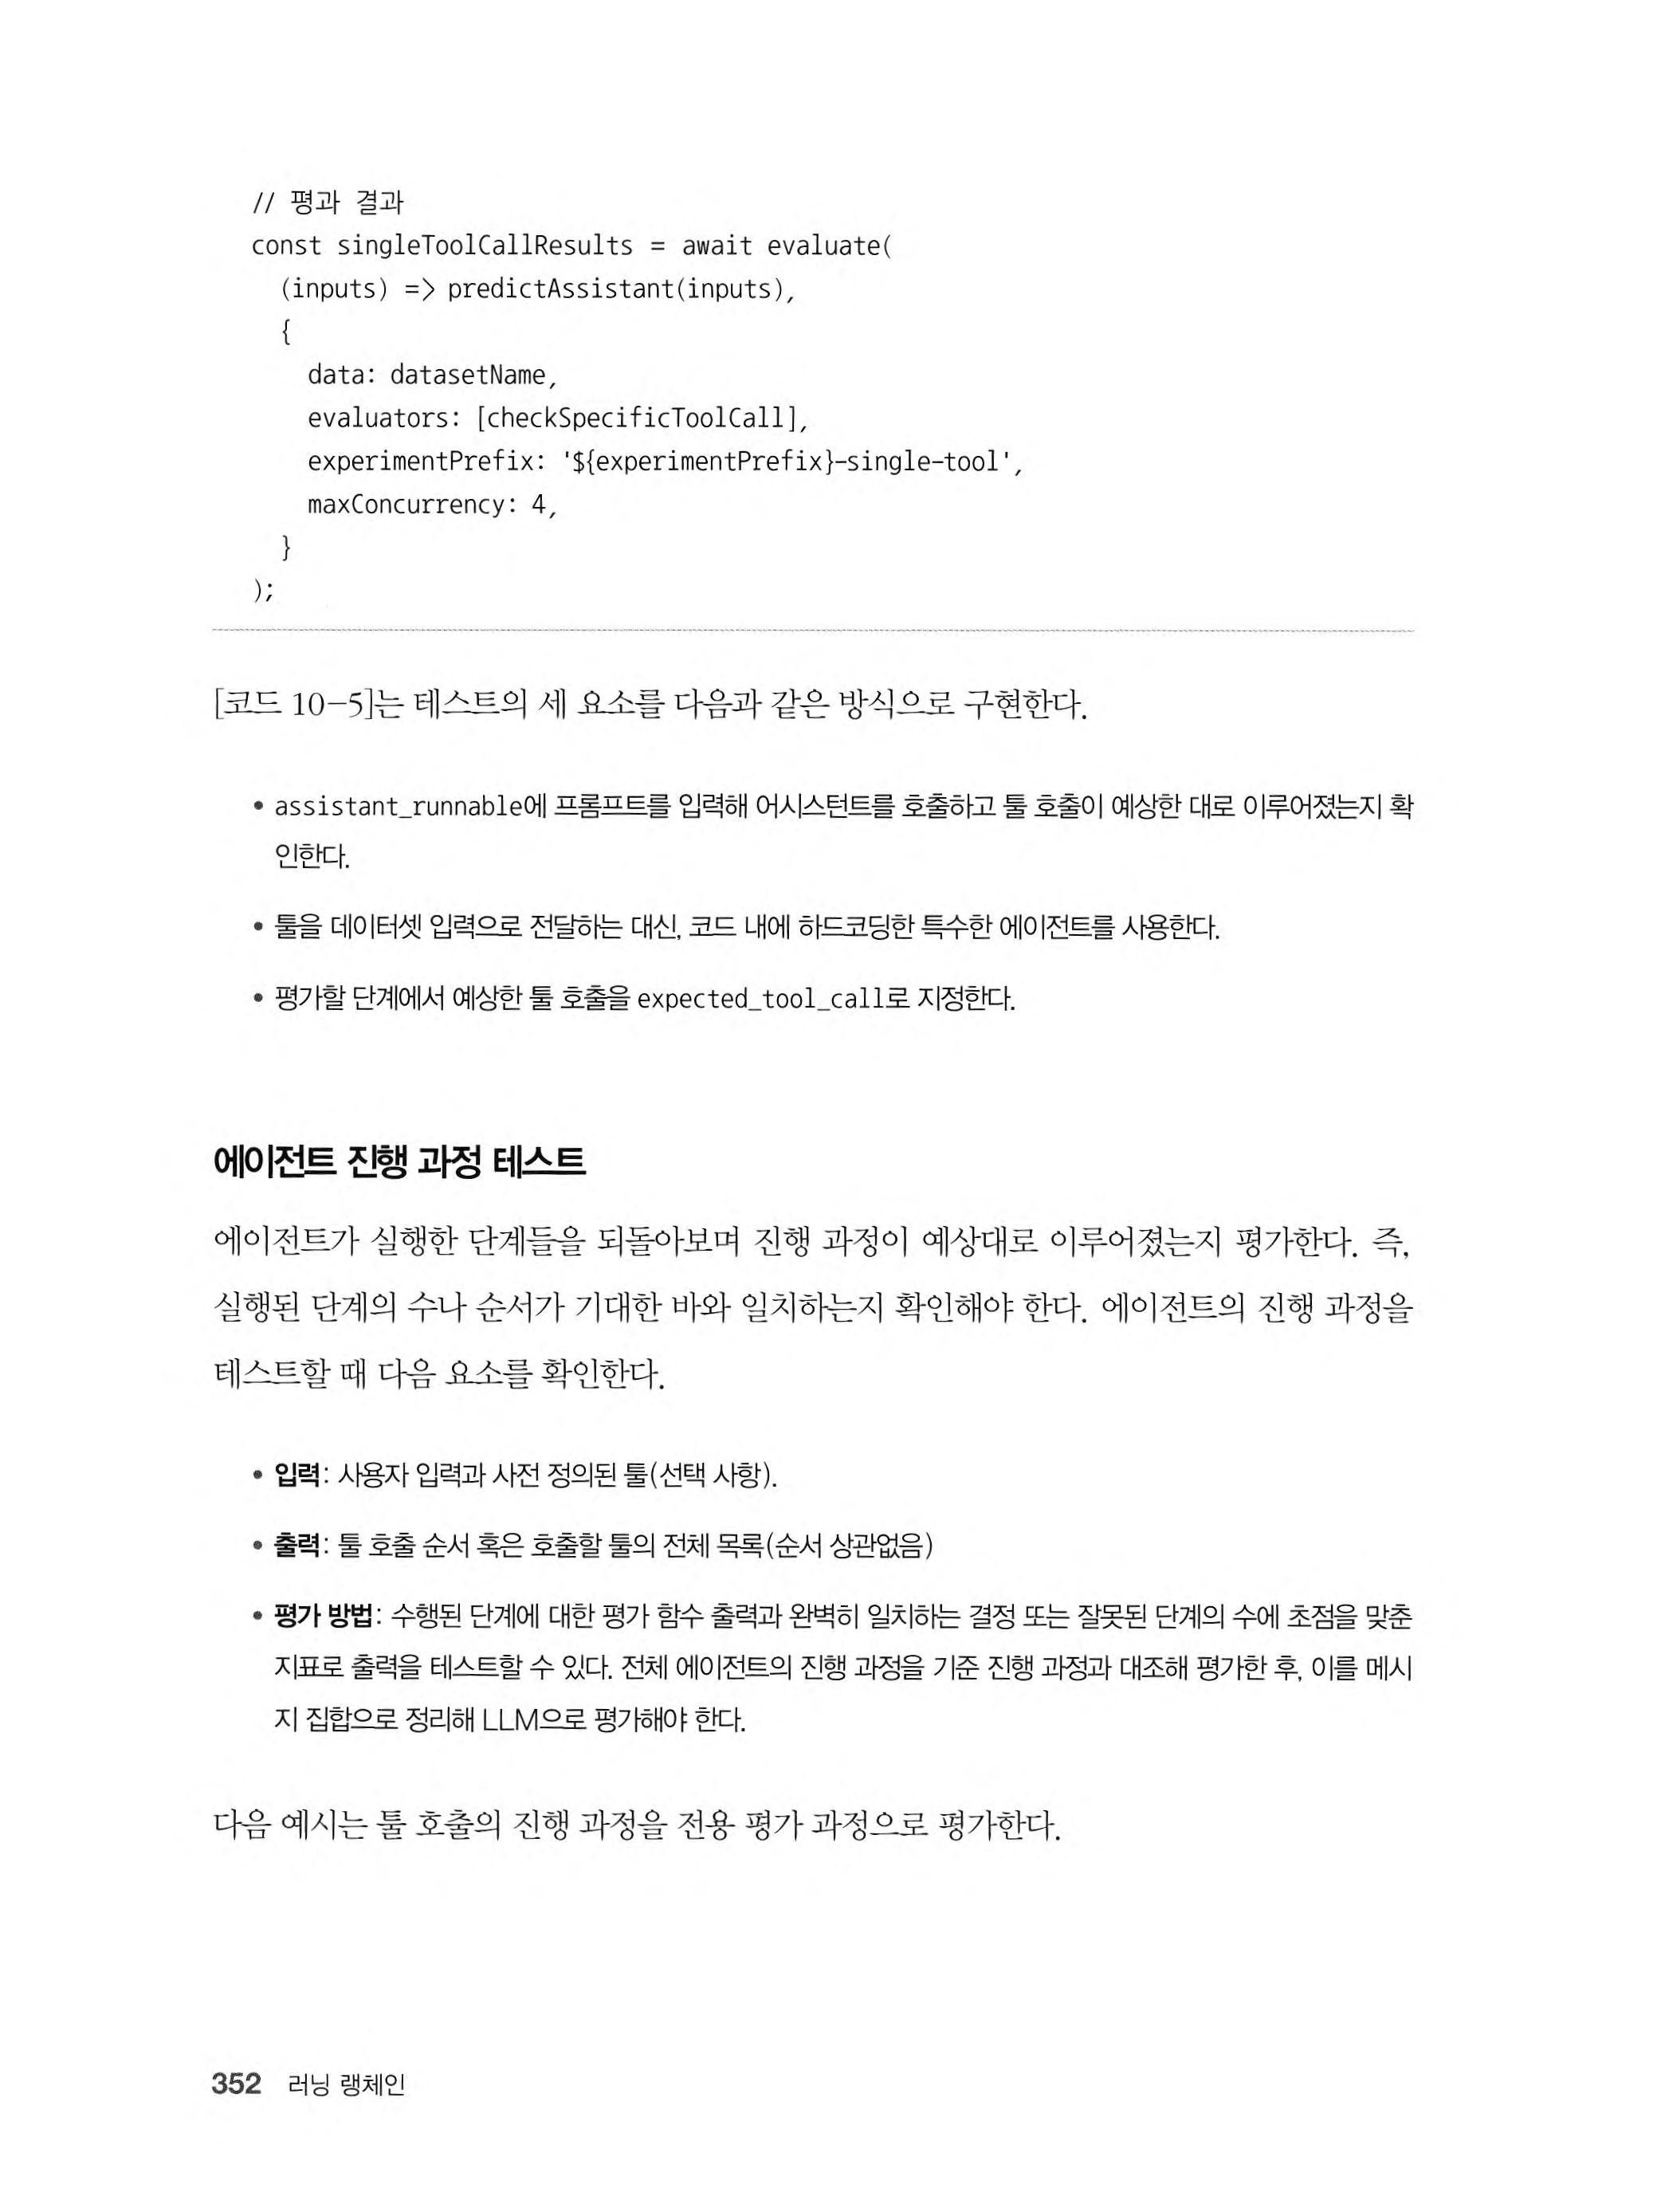 // 평과 결과
const singleToolCallResults = await evaluate(
  (inputs) => predictAssistant(inputs),
  {
    data: datasetName,
    evaluators: [checkSpecificToolCall],
    experimentPrefix: '${experimentPrefix}-single-tool',
    maxConcurrency: 4,
  }
);
[코드 10-5]는 테스트의 세 요소를 다음과 같은 방식으로 구현한다.
• assistant_runnable에 프롬프트를 입력해 어시스턴트를 호출하고 툴 호출이 예상한 대로 이루어졌는지 확
인한다.
• 툴을 데이터셋 입력으로 전달하는 대신, 코드 내에 하드코딩한 특수한 에이전트를 사용한다.
• 평가할 단계에서 예상한 툴 호출을 expected_tool_call로 지정한다.
에이전트 진행 과정 테스트
에이전트가 실행한 단계들을 되돌아보며 진행 과정이 예상대로 이루어졌는지 평가한다. 즉,
실행된 단계의 수나 순서가 기대한 바와 일치하는지 확인해야 한다. 에이전트의 진행 과정을
테스트할 때 다음 요소를 확인한다.
• 입력: 사용자 입력과 사전 정의된 툴(선택 사항).
• 출력: 툴 호출 순서 혹은 호출할 툴의 전체 목록(순서 상관없음)
• 평가 방법: 수행된 단계에 대한 평가 함수 출력과 완벽히 일치하는 결정 또는 잘못된 단계의 수에 초점을 맞춘
지표로 출력을 테스트할 수 있다. 전체 에이전트의 진행 과정을 기준 진행 과정과 대조해 평가한 후, 이를 메시
지 집합으로 정리해 LLM으로 평가해야 한다.
다음 예시는 툴 호출의 진행 과정을 전용 평가 과정으로 평가한다.
352 러닝 랭체인